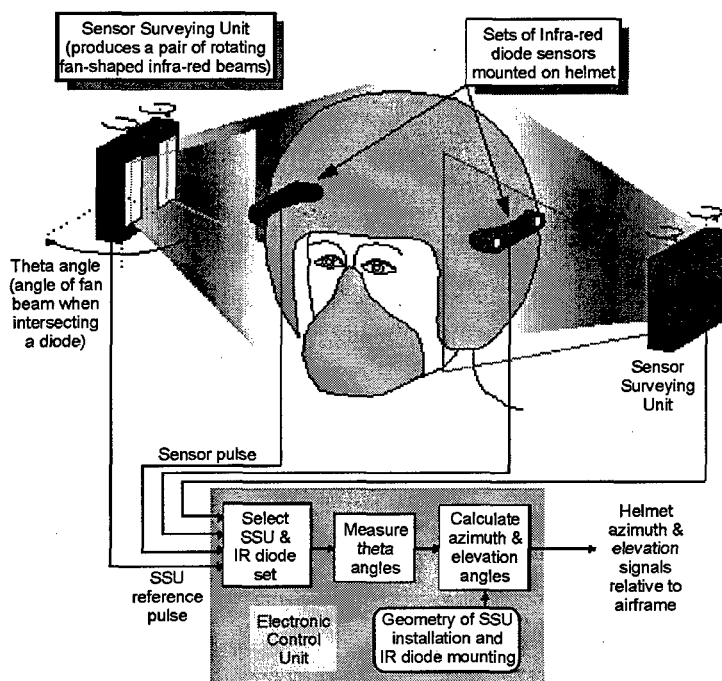 Sensor Surveying Unit
(produces a pair of rotating
fan-shaped infra-red beams)
Sets of Infra-red
diode sensors
mounted on helmet
Theta angle
(angle of fan
beam when
intersecting
a diode)
Sensor
Surveying
Unit
Sensor pulse
SSU
reference
pulse
Select
SSU &
IR diode
set
Measure
theta
angles
Calculate
azimuth &
elevation
angles
Helmet
azimuth &
elevation
signals
relative to
airframe
Electronic
Control
Unit
Geometry of SSU
installation and
IR diode mounting